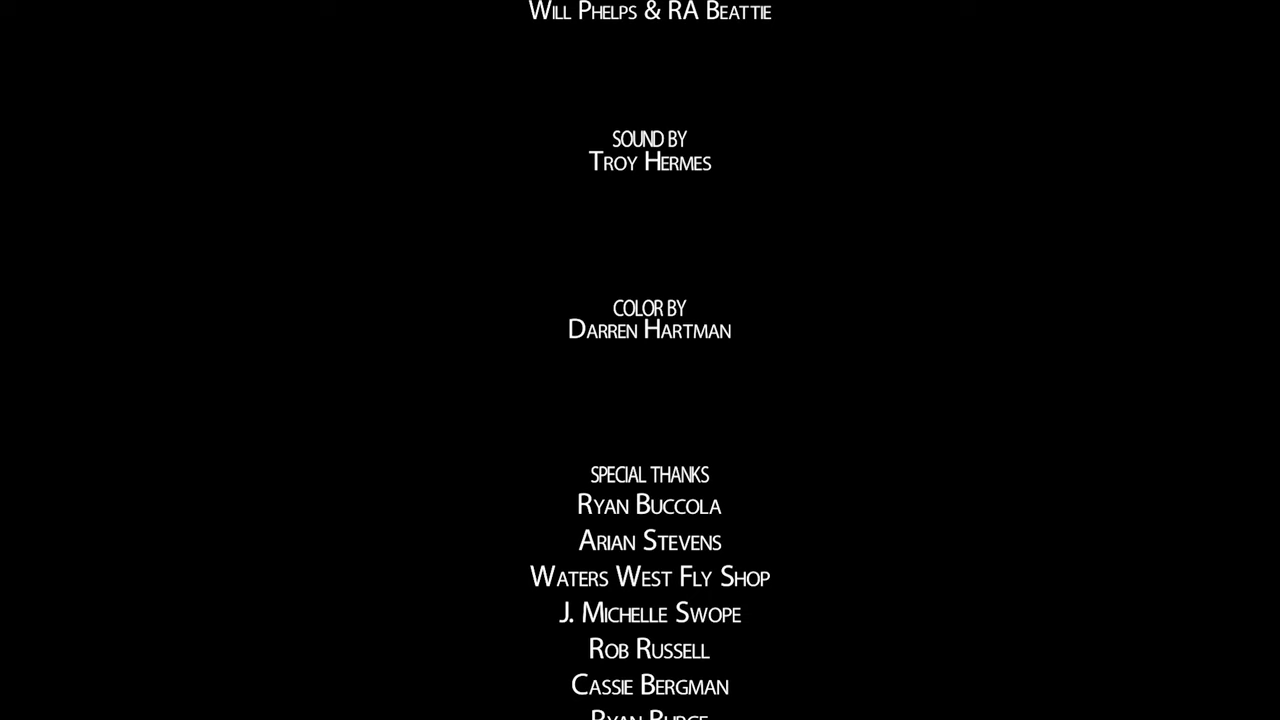 Will Phelps & RA Beattie
SOUND BY
Troy Hermes
COLOR BY
Darren Hartman
SPECIAL THANKS
Ryan Buccola
Arian Stevens
Waters West Fly Shop
J. Michelle Swope
Rob Russell
Cassie Bergman
Ryan